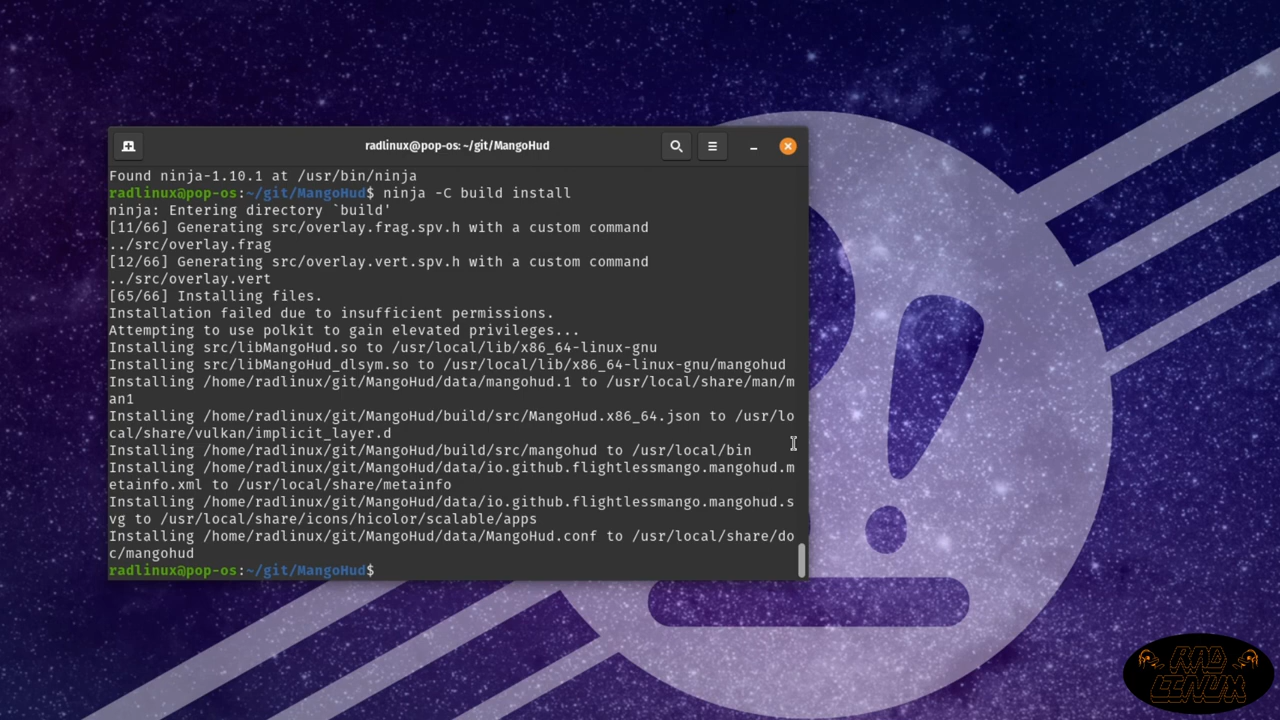 radlinux@pop-os: ~/git/MangoHud
Found ninja-1.10.1 at /usr/bin/ninja
radlinux@pop-os:~/git/MangoHud$ ninja -C build install
ninja: Entering directory `build'
[11/66] Generating src/overlay.frag.spv.h with a custom command
../src/overlay.frag
[12/66] Generating src/overlay.vert.spv.h with a custom command
../src/overlay.vert
[65/66] Installing files.
Installation failed due to insufficient permissions.
Attempting to use polkit to gain elevated privileges...
Installing src/libMangoHud.so to /usr/local/lib/x86_64-linux-gnu
Installing src/libMangoHud_dlsym.so to /usr/local/lib/x86_64-linux-gnu/mangohud
Installing /home/radlinux/git/MangoHud/data/mangohud.1 to /usr/local/share/man/m
an1
Installing /home/radlinux/git/MangoHud/build/src/MangoHud.x86_64.json to /usr/lo
cal/share/vulkan/implicit_layer.d
Installing /home/radlinux/git/MangoHud/build/src/mangohud to /usr/local/bin
Installing /home/radlinux/git/MangoHud/data/io.github.flightlessmango.mangohud.m
etainfo.xml to /usr/local/share/metainfo
Installing /home/radlinux/git/MangoHud/data/io.github.flightlessmango.mangohud.s
vg to /usr/local/share/icons/hicolor/scalable/apps
Installing /home/radlinux/git/MangoHud/data/MangoHud.conf to /usr/local/share/do
c/mangohud
radlinux@pop-os:~/git/MangoHud$
RAD
LINUX